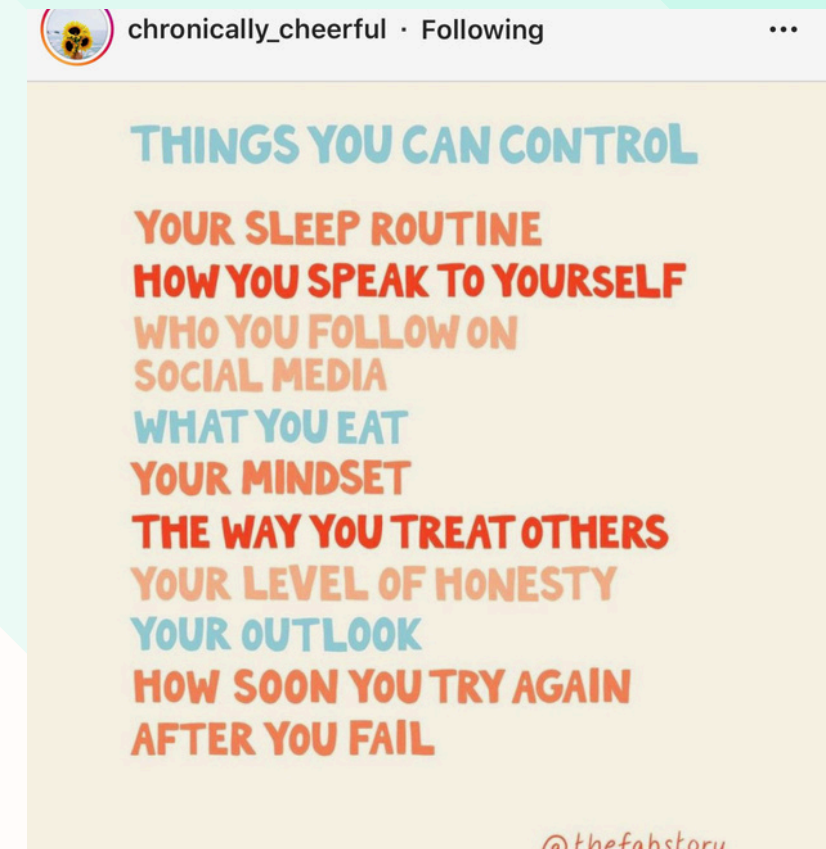 chronically_cheerful · Following
THINGS YOU CAN CONTROL
YOUR SLEEP ROUTINE
HOW YOU SPEAK TO YOURSELF
WHO YOU FOLLOW ON
SOCIAL MEDIA
WHAT YOU EAT
YOUR MINDSET
THE WAY YOU TREAT OTHERS
YOUR LEVEL OF HONESTY
YOUR OUTLOOK
HOW SOON YOU TRY AGAIN
AFTER YOU FAIL
@thefabstory